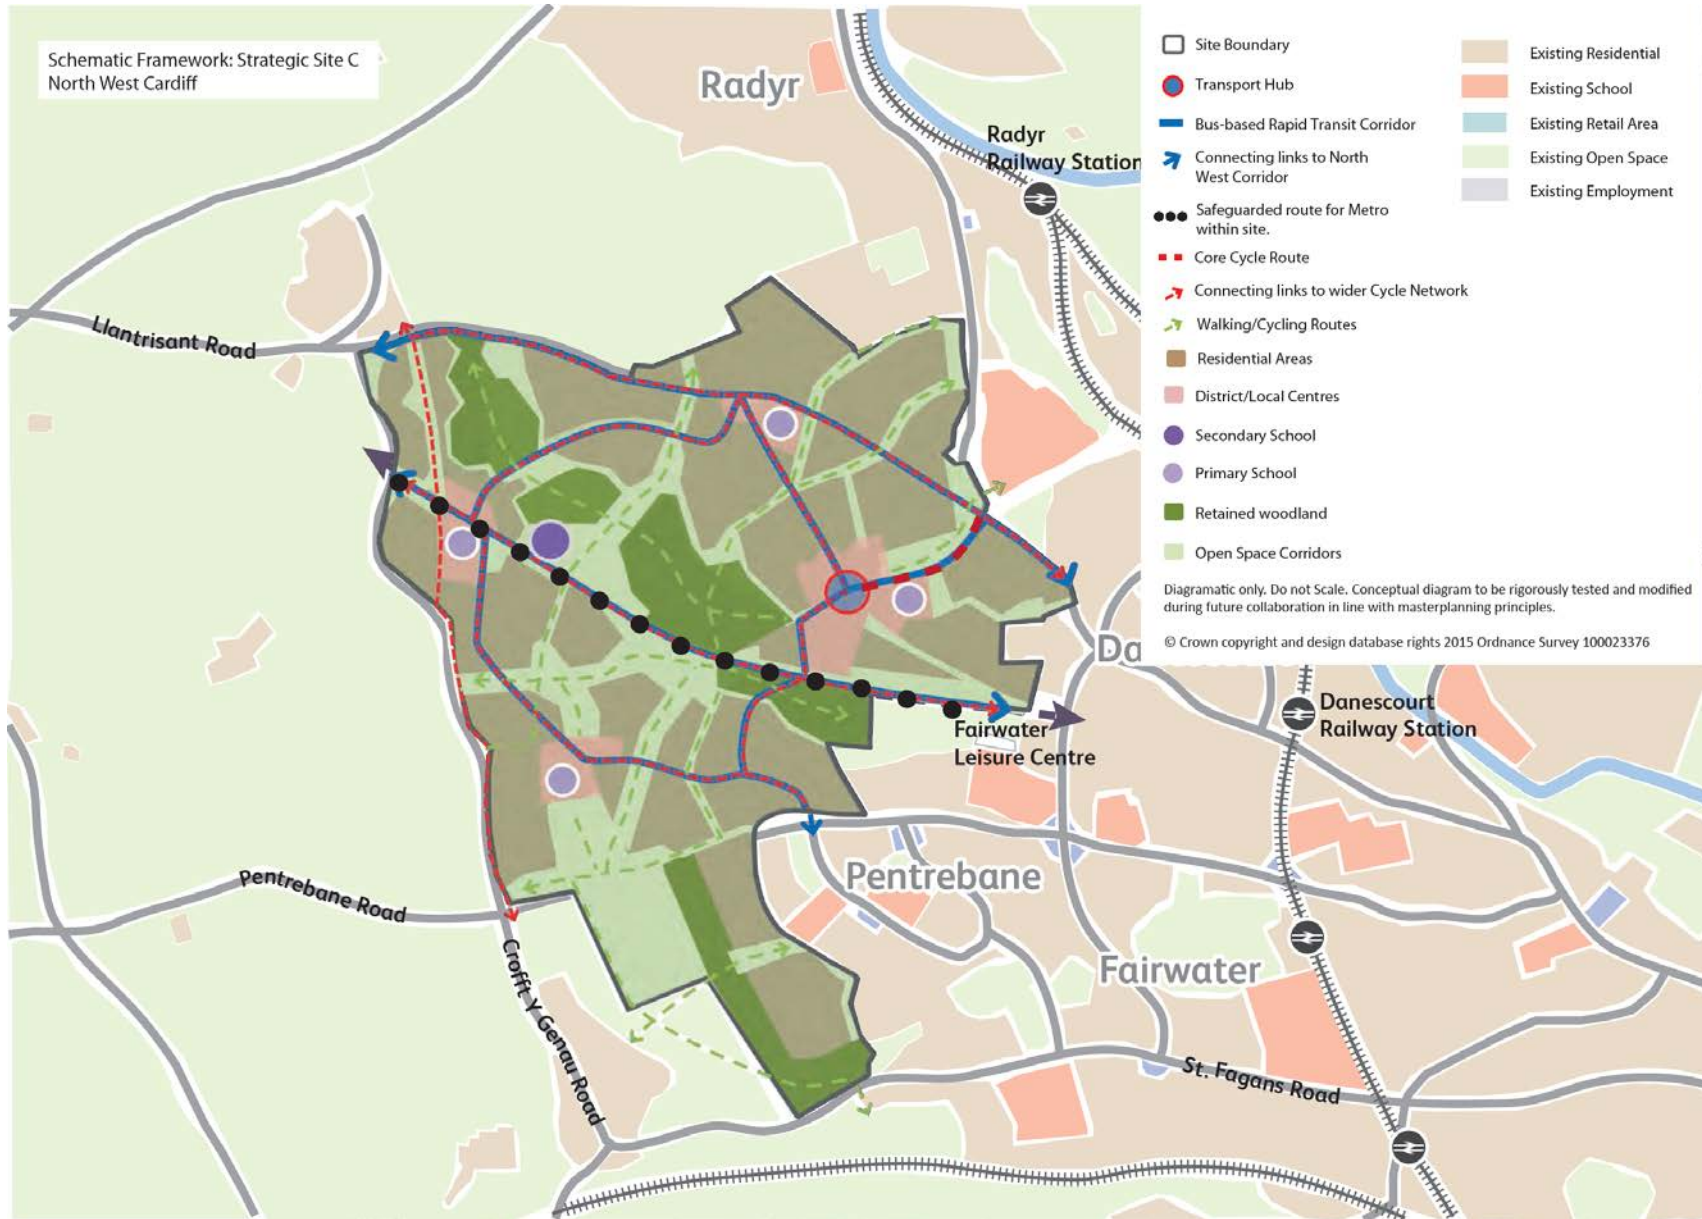 Schematic Framework: Strategic Site C
North West Cardiff
Radyr
Radyr
Railway Station
Llantrisant Road
Danescourt
Railway Station
Fairwater
Leisure Centre
Pentrebane
Pentrebane Road
Fairwater
Crofft Y Genau Road
St. Fagans Road
Site Boundary
Transport Hub
Bus-based Rapid Transit Corridor
Connecting links to North
West Corridor
Safeguarded route for Metro
within site.
Core Cycle Route
Connecting links to wider Cycle Network
Walking/Cycling Routes
Residential Areas
District/Local Centres
Secondary School
Primary School
Retained woodland
Open Space Corridors
Existing Residential
Existing School
Existing Retail Area
Existing Open Space
Existing Employment
Diagramatic only. Do not Scale. Conceptual diagram to be rigorously tested and modified
during future collaboration in line with masterplanning principles.
© Crown copyright and design database rights 2015 Ordnance Survey 100023376